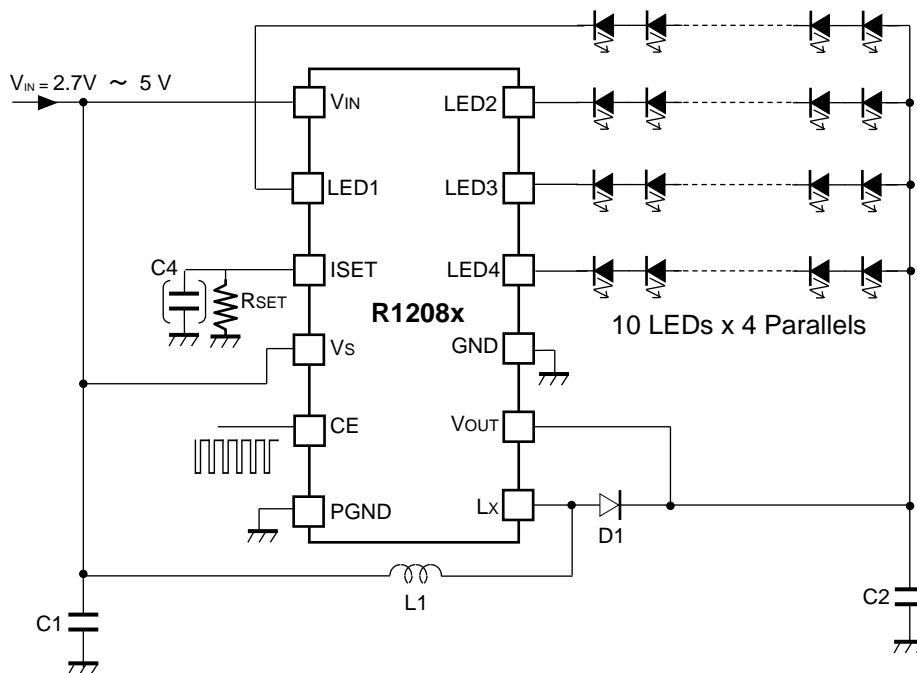 VIN = 2.7V ～ 5 V
VIN
LED2
LED1
LED3
C4
RSET
ISET
LED4
R1208x
10 LEDs x 4 Parallels
VS
GND
CE
VOUT
PGND
LX
D1
L1
C1
C2